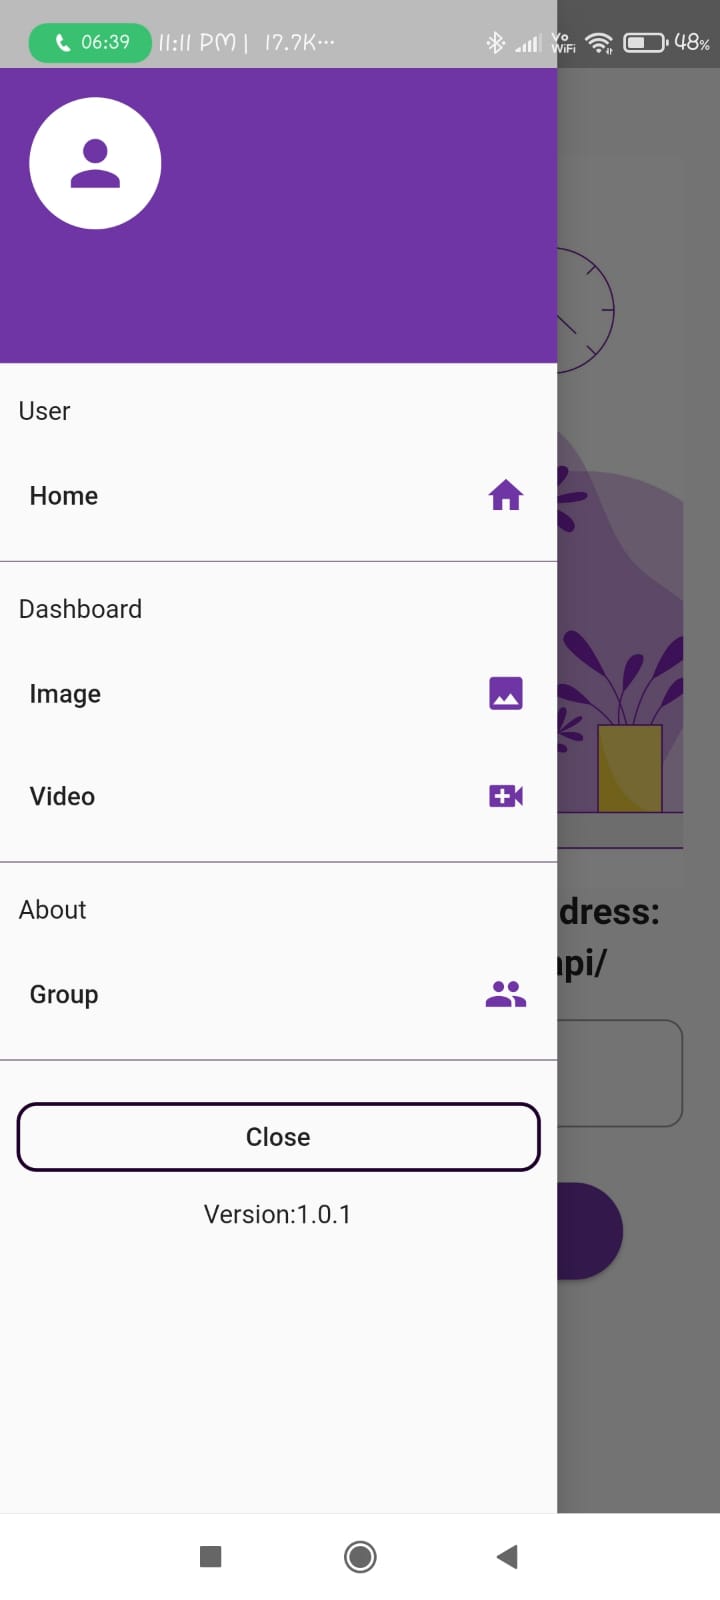 06:39 11:11 PM | 17.7K... Vo WiFi 48%
User
Home
Dashboard
Image
Video
dress:
About
api/
Group
Close
Version:1.0.1